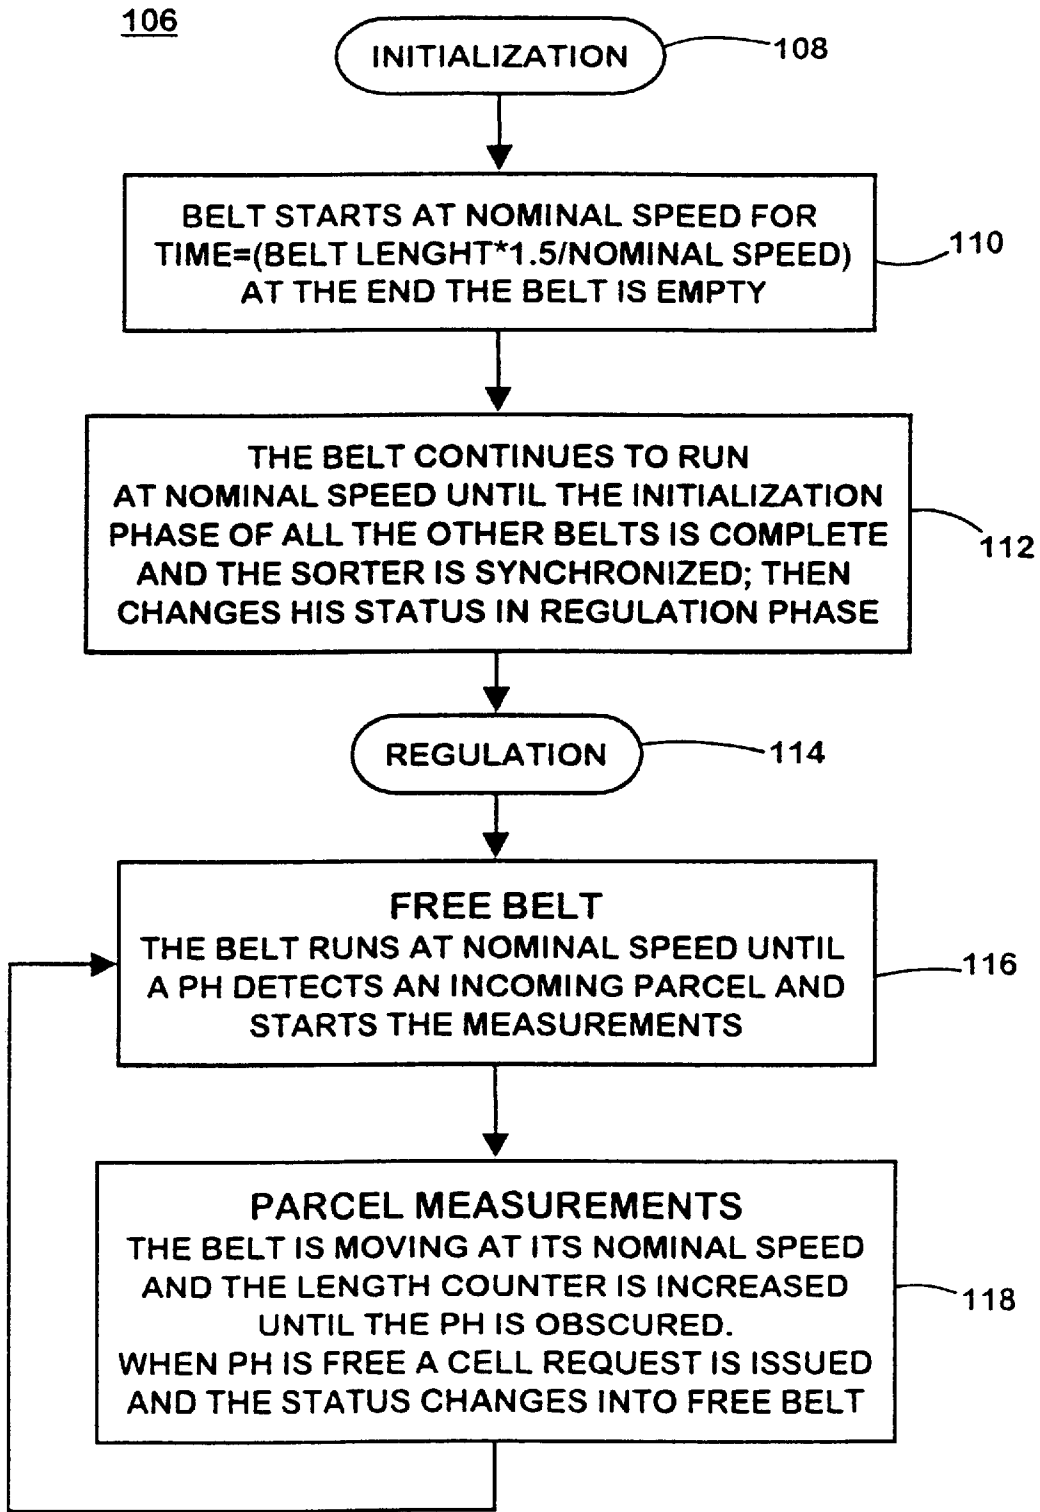 106
INITIALIZATION
108
BELT STARTS AT NOMINAL SPEED FOR
TIME=(BELT LENGHT*1.5/NOMINAL SPEED)
AT THE END THE BELT IS EMPTY
110
THE BELT CONTINUES TO RUN
AT NOMINAL SPEED UNTIL THE INITIALIZATION
PHASE OF ALL THE OTHER BELTS IS COMPLETE
AND THE SORTER IS SYNCHRONIZED; THEN
CHANGES HIS STATUS IN REGULATION PHASE
112
REGULATION
114
FREE BELT
THE BELT RUNS AT NOMINAL SPEED UNTIL
A PH DETECTS AN INCOMING PARCEL AND
STARTS THE MEASUREMENTS
116
PARCEL MEASUREMENTS
THE BELT IS MOVING AT ITS NOMINAL SPEED
AND THE LENGTH COUNTER IS INCREASED
UNTIL THE PH IS OBSCURED.
WHEN PH IS FREE A CELL REQUEST IS ISSUED
AND THE STATUS CHANGES INTO FREE BELT
118